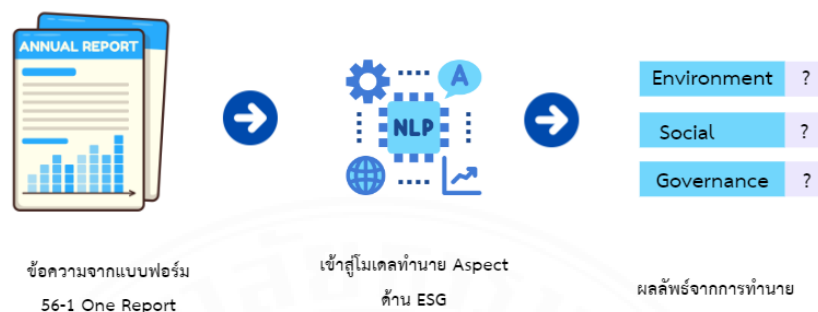 ANNUAL REPORT
A
NLP
Environment ?
Social ?
Governance ?
ข้อความจากแบบฟอร์ม
56-1 One Report
เข้าสู่โมเดลทำนาย Aspect
ด้าน ESG
ผลลัพธ์จากการทำนาย